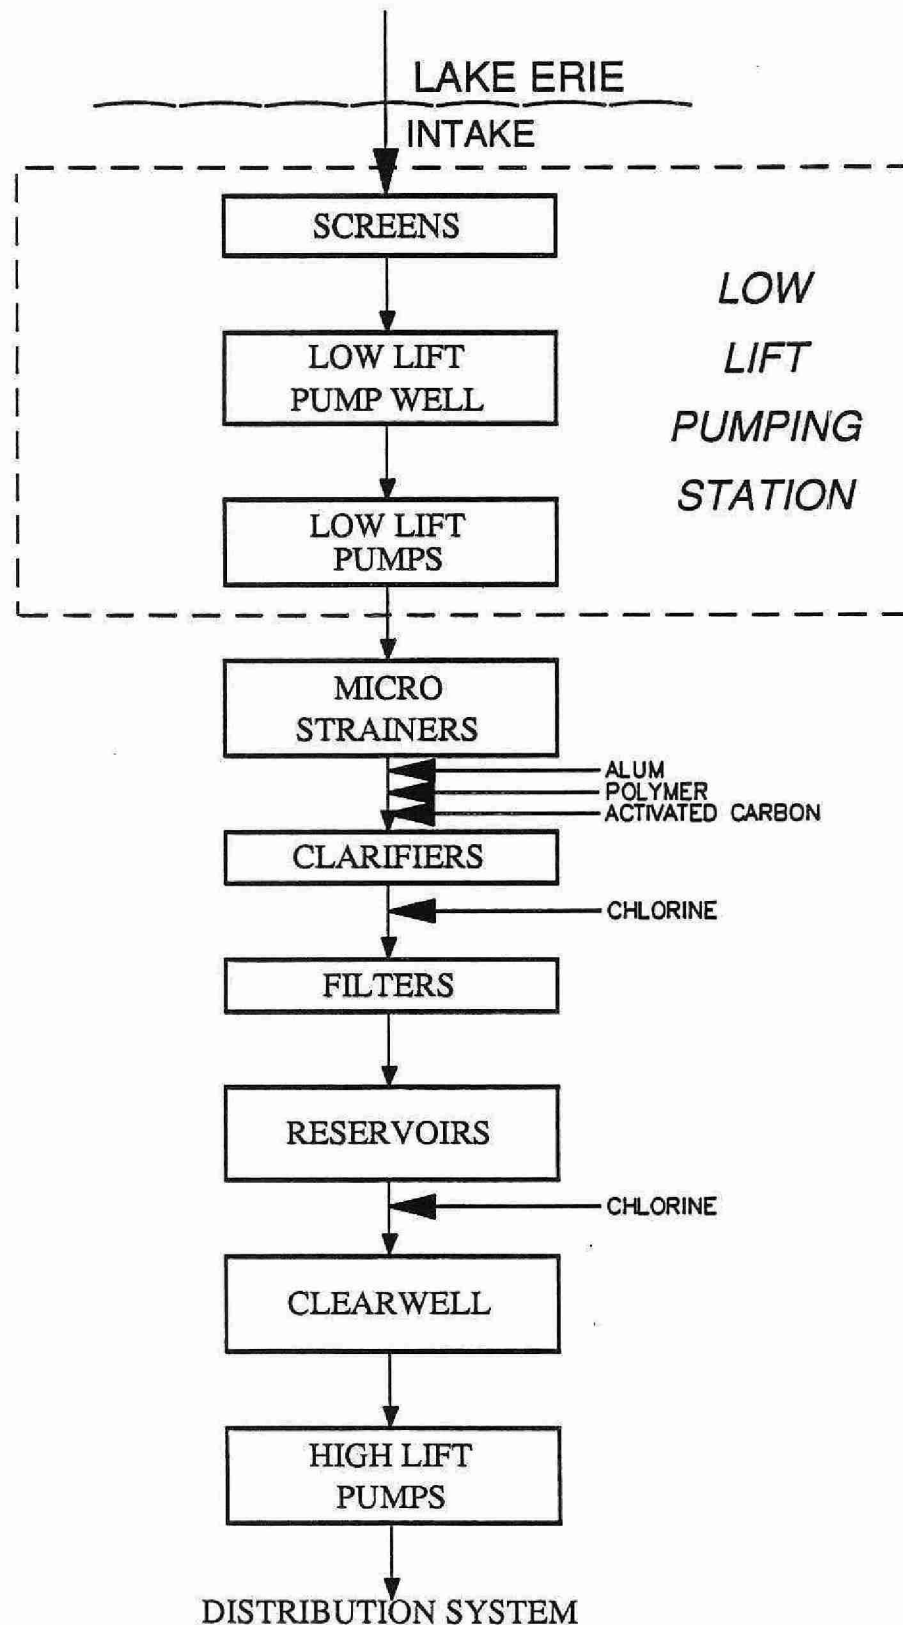 LAKE ERIE
INTAKE
SCREENS
LOW LIFT
PUMP WELL
LOW LIFT
PUMPS
LOW
LIFT
PUMPING
STATION
MICRO
STRAINERS
ALUM
POLYMER
ACTIVATED CARBON
CLARIFIERS
CHLORINE
FILTERS
RESERVOIRS
CHLORINE
CLEARWELL
HIGH LIFT
PUMPS
DISTRIBUTION SYSTEM